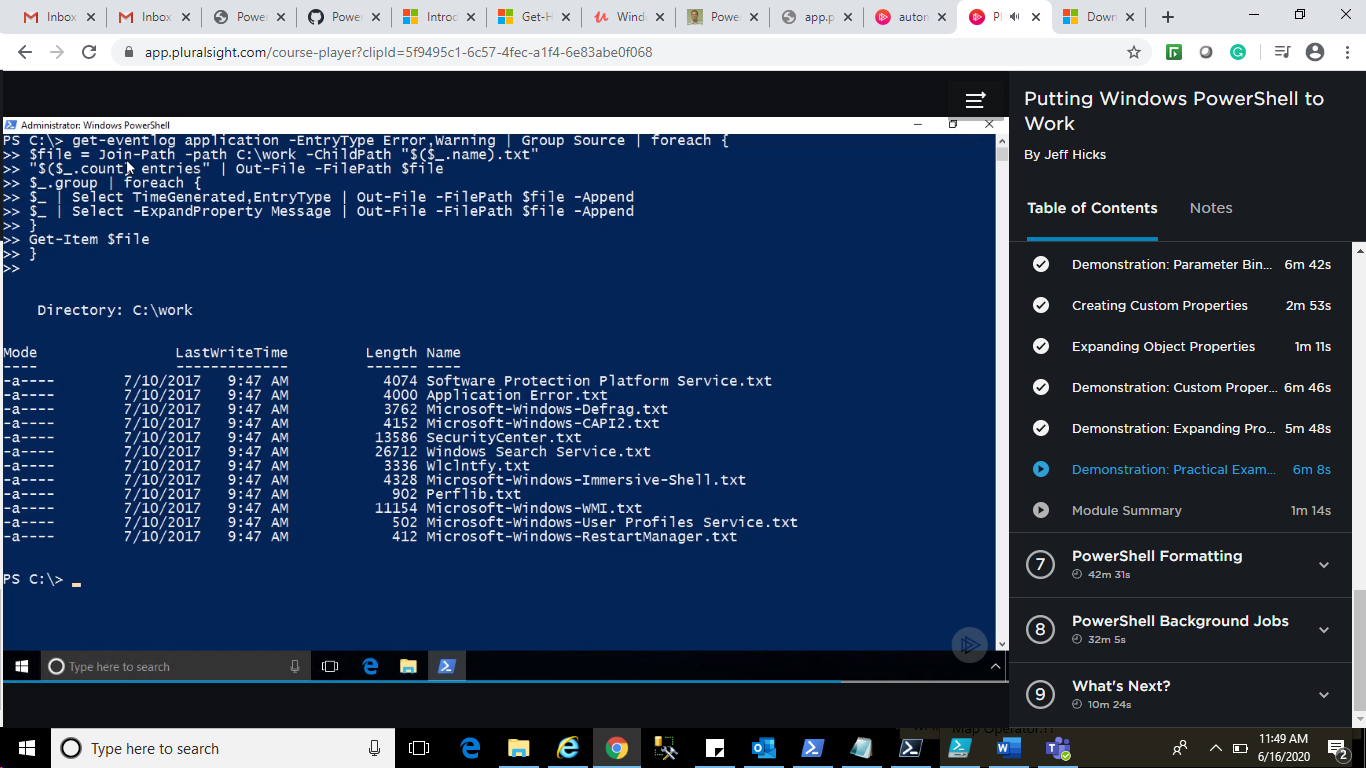 Inbox
Inbox
Power
Power
Introd
Get-H
Wind
Powe
app.p
auton
Pl
Down
app.pluralsight.com/course-player?clipId=5f9495c1-6c57-4fec-a1f4-6e83abe0f068
Administrator: Windows PowerShell
PS C:\> get-eventlog application -EntryType Error,Warning | Group Source | foreach {
>> $file = Join-Path -path C:\work -ChildPath "$($_.name).txt"
>> "$($_.count) entries" | Out-File -FilePath $file
>> $_.group | foreach {
>> $_ | Select TimeGenerated,EntryType | Out-File -FilePath $file -Append
>> $_ | Select -ExpandProperty Message | Out-File -FilePath $file -Append
>> }
>> Get-Item $file
>> }
>>
Directory: C:\work
Mode LastWriteTime Length Name
---- ------------- ------ ----
-a---- 7/10/2017 9:47 AM 4074 Software Protection Platform Service.txt
-a---- 7/10/2017 9:47 AM 4000 Application Error.txt
-a---- 7/10/2017 9:47 AM 3762 Microsoft-Windows-Defrag.txt
-a---- 7/10/2017 9:47 AM 4152 Microsoft-Windows-CAPI2.txt
-a---- 7/10/2017 9:47 AM 13586 SecurityCenter.txt
-a---- 7/10/2017 9:47 AM 26712 Windows Search Service.txt
-a---- 7/10/2017 9:47 AM 3336 Wlclntfy.txt
-a---- 7/10/2017 9:47 AM 4328 Microsoft-Windows-Immersive-Shell.txt
-a---- 7/10/2017 9:47 AM 902 Perflib.txt
-a---- 7/10/2017 9:47 AM 11154 Microsoft-Windows-WMI.txt
-a---- 7/10/2017 9:47 AM 502 Microsoft-Windows-User Profiles Service.txt
-a---- 7/10/2017 9:47 AM 412 Microsoft-Windows-RestartManager.txt
PS C:\> _
Type here to search
Putting Windows PowerShell to
Work
By Jeff Hicks
Table of Contents
Notes
Demonstration: Parameter Bin... 6m 42s
Creating Custom Properties 2m 53s
Expanding Object Properties 1m 11s
Demonstration: Custom Proper... 6m 46s
Demonstration: Expanding Pro... 5m 48s
Demonstration: Practical Exam... 6m 8s
Module Summary 1m 14s
7 PowerShell Formatting
42m 31s
8 PowerShell Background Jobs
32m 5s
9 What's Next?
10m 24s
Type here to search
11:49 AM
6/16/2020
2